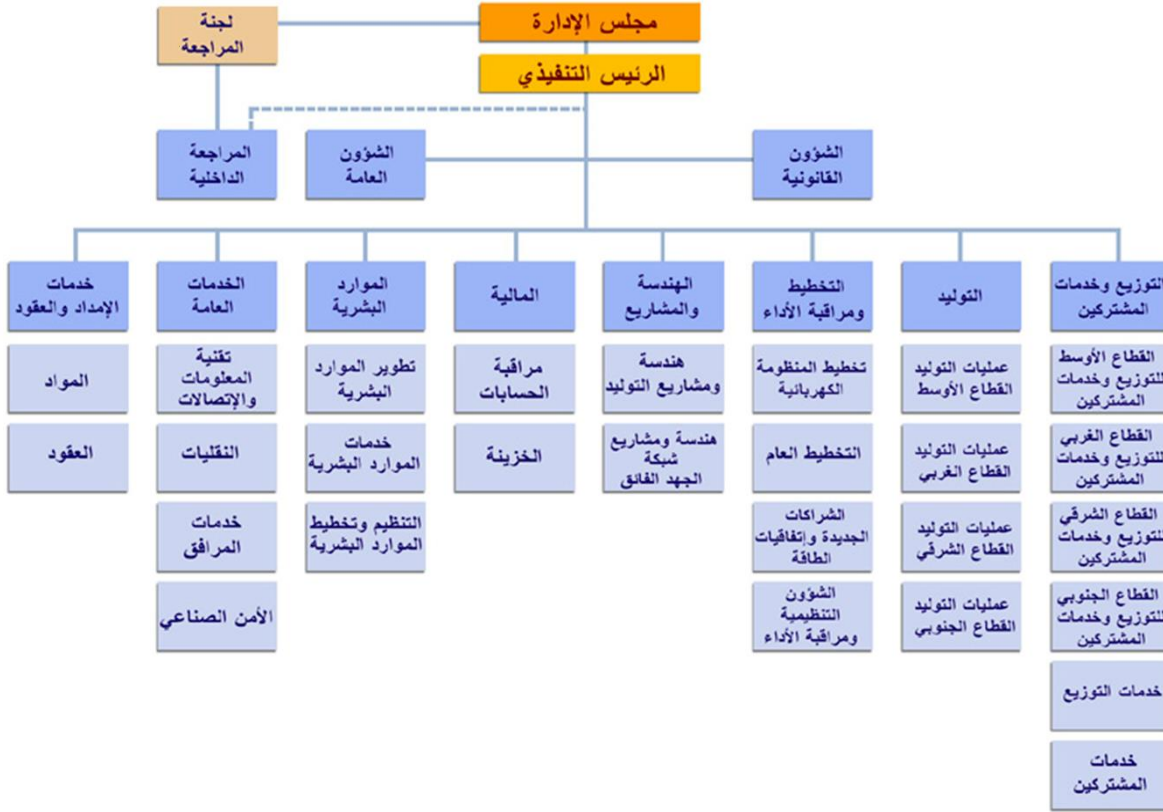 مجلس الإدارة
لجنة
المراجعة
الرئيس التنفيذي
الشؤون
القانونية
الشؤون
العامة
المراجعة
الداخلية
التوزيع وخدمات
المشتركين
التوليد
التخطيط
ومراقبة الأداء
الهندسة
والمشاريع
المالية
الموارد
البشرية
الخدمات
العامة
خدمات
الإمداد والعقود
القطاع الأوسط
للتوزيع وخدمات
المشتركين
عمليات التوليد
القطاع الأوسط
تخطيط المنظومة
الكهربائية
هندسة
ومشاريع التوليد
مراقبة
الحسابات
تطوير الموارد
البشرية
تقنية
المعلومات
والإتصالات
المواد
القطاع الغربي
للتوزيع وخدمات
المشتركين
عمليات التوليد
القطاع الغربي
التخطيط العام
هندسة ومشاريع
شبكة
الجهد الفائق
الخزينة
خدمات
الموارد البشرية
النقليات
العقود
القطاع الشرقي
للتوزيع وخدمات
المشتركين
عمليات التوليد
القطاع الشرقي
الشراكات
الجديدة وإتفاقيات
الطاقة
التنظيم وتخطيط
الموارد البشرية
خدمات
المرافق
القطاع الجنوبي
للتوزيع وخدمات
المشتركين
عمليات التوليد
القطاع الجنوبي
الشؤون
التنظيمية
ومراقبة الأداء
الأمن الصناعي
خدمات التوزيع
خدمات
المشتركين